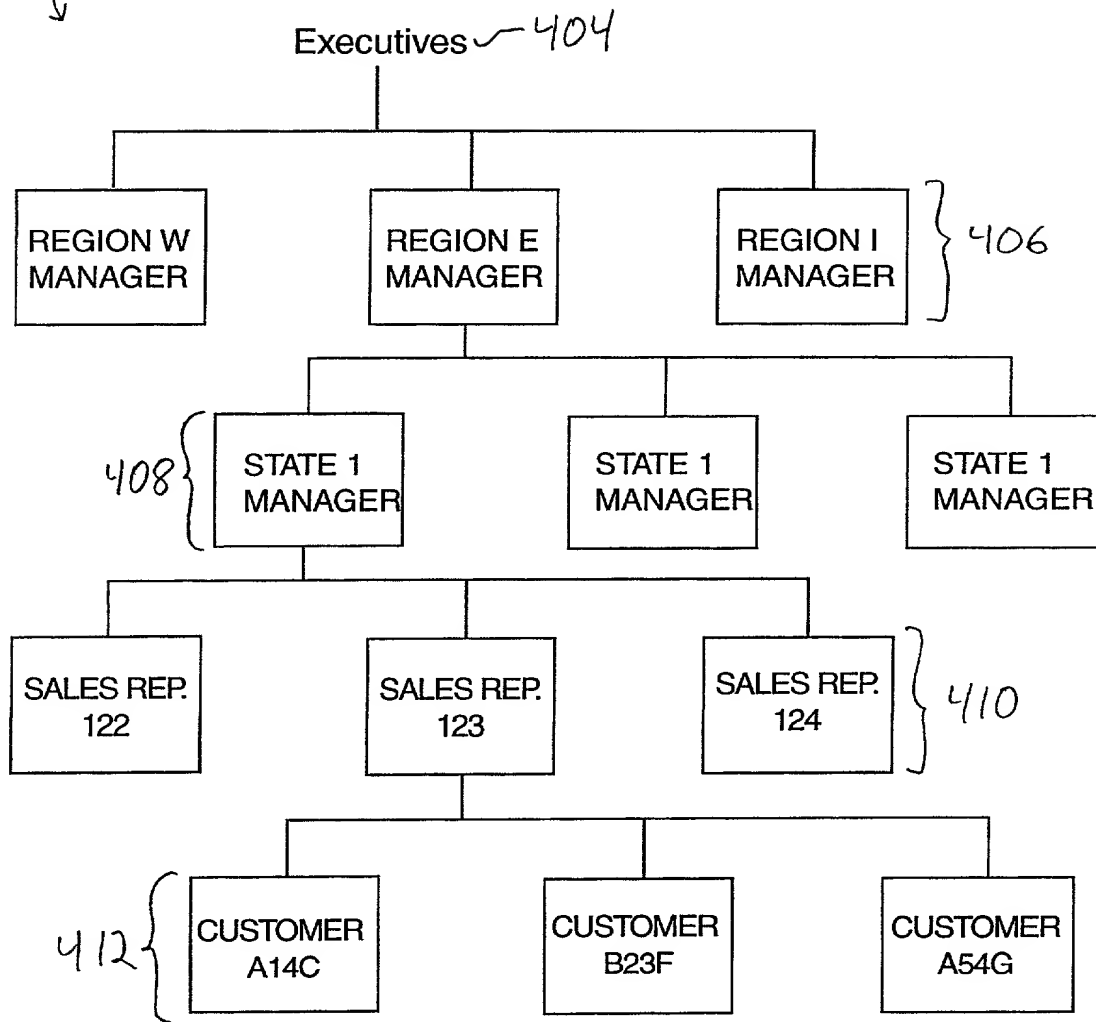 Executives 404
REGION W
MANAGER
REGION E
MANAGER
REGION I
MANAGER
406
408
STATE 1
MANAGER
STATE 1
MANAGER
STATE 1
MANAGER
SALES REP.
122
SALES REP.
123
SALES REP.
124
410
412
CUSTOMER
A14C
CUSTOMER
B23F
CUSTOMER
A54G